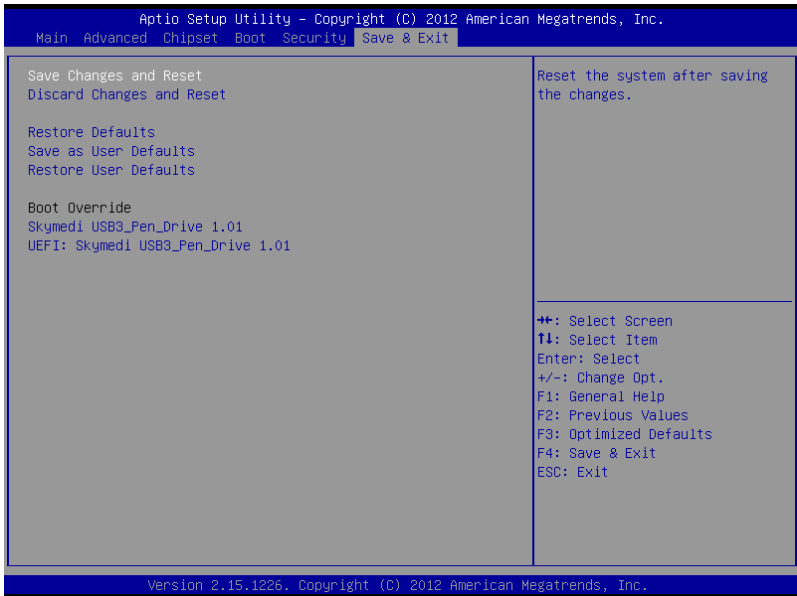 Aptio Setup Utility – Copyright (C) 2012 American Megatrends, Inc.
Main Advanced Chipset Boot Security Save & Exit
Save Changes and Reset
Discard Changes and Reset
Restore Defaults
Save as User Defaults
Restore User Defaults
Boot Override
Skymedi USB3_Pen_Drive 1.01
UEFI: Skymedi USB3_Pen_Drive 1.01
Reset the system after saving
the changes.
→←: Select Screen
↑↓: Select Item
Enter: Select
+/-: Change Opt.
F1: General Help
F2: Previous Values
F3: Optimized Defaults
F4: Save & Exit
ESC: Exit
Version 2.15.1226. Copyright (C) 2012 American Megatrends, Inc.